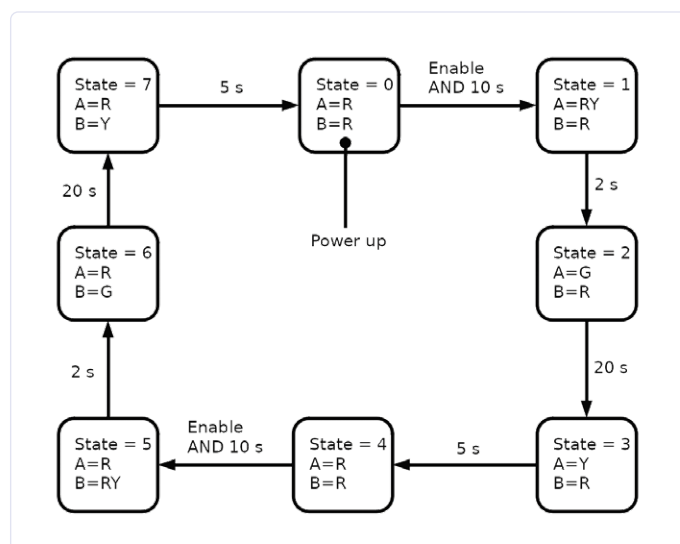 State = 7
A=R
B=Y
5 s
State = 0
A=R
B=R
Enable
AND 10 s
State = 1
A=RY
B=R
20 s
Power up
2 s
State = 6
A=R
B=G
State = 2
A=G
B=R
2 s
20 s
State = 5
A=R
B=RY
Enable
AND 10 s
State = 4
A=R
B=R
5 s
State = 3
A=Y
B=R